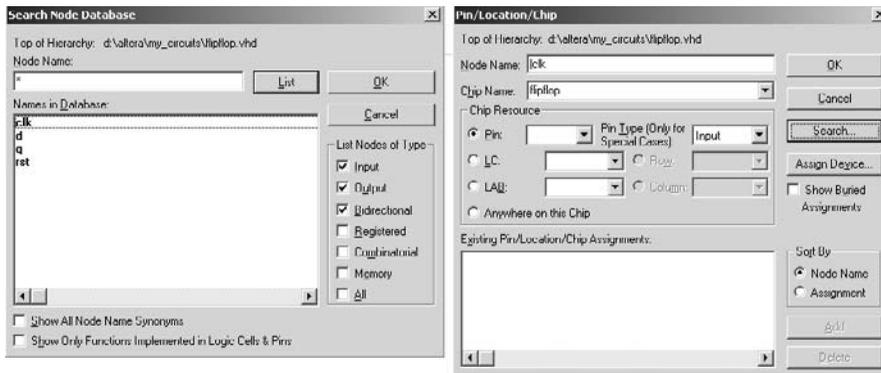 Search Node Database
Top of Hierarchy: d:\altera\my_circuits\flipflop.vhd
Node Name:
*
List
OK
Names in Database:
clk
d
q
rst
Cancel
List Nodes of Type
Input
Output
Bidirectional
Registered
Combinatorial
Memory
All
Show All Node Name Synonyms
Show Only Functions Implemented in Logic Cells & Pins
Pin/Location/Chip
Top of Hierarchy: d:\altera\my_circuits\flipflop.vhd
Node Name: |clk
OK
Chip Name: flipflop
Cancel
Chip Resource
Pin:
Pin Type (Only for
Special Cases):
Input
Search...
LC:
Row:
Assign Device...
LAB:
Column:
Show Buried
Assignments
Anywhere on this Chip
Existing Pin/Location/Chip Assignments:
Sort By
Node Name
Assignment
Add
Delete